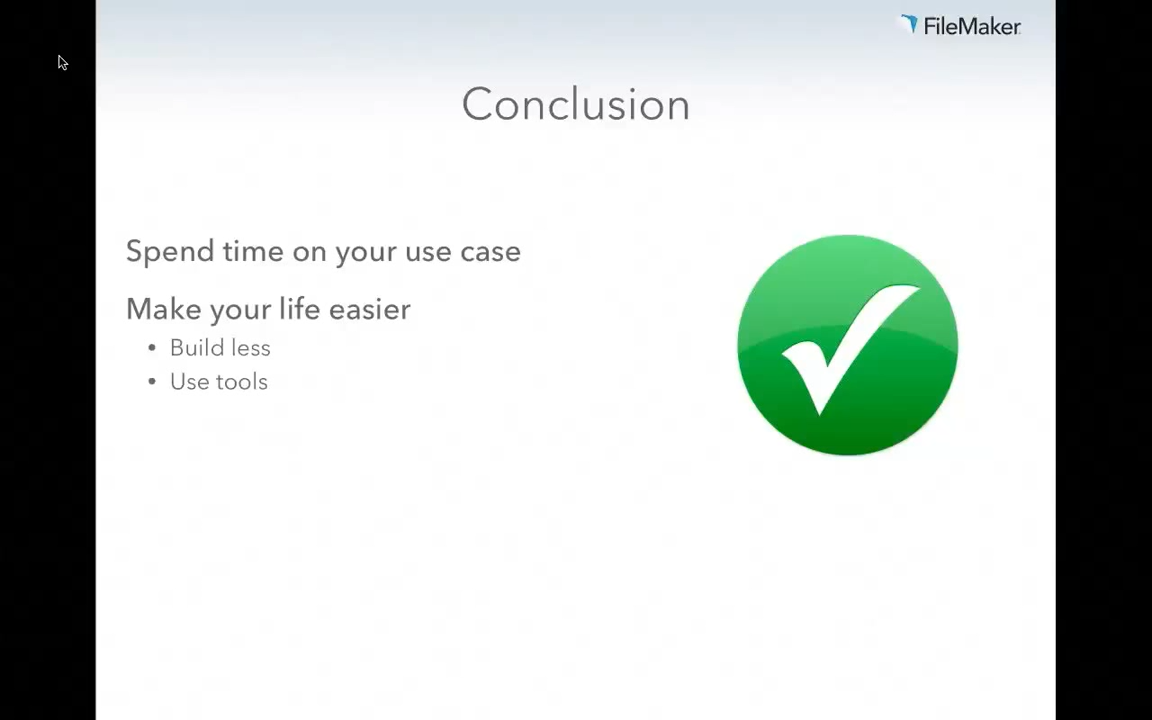 FileMaker
Conclusion
Spend time on your use case
Make your life easier
• Build less
• Use tools